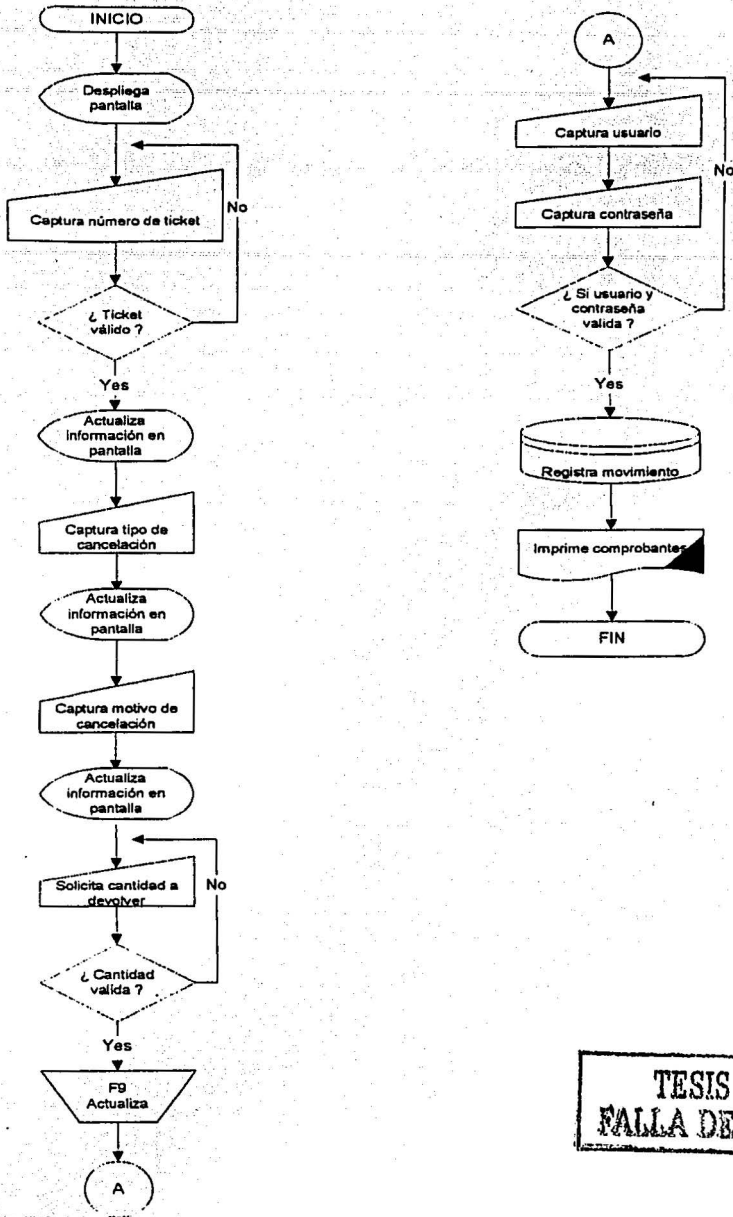 INICIO
Despliega
pantalla
Captura número de ticket
No
¿ Ticket
válido ?
Yes
Actualiza
información en
pantalla
Captura tipo de
cancelación
Actualiza
información en
pantalla
Captura motivo de
cancelación
Actualiza
información en
pantalla
Solicita cantidad a
devolver
No
¿ Cantidad
valida ?
Yes
F9
Actualiza
A
A
Captura usuario
No
Captura contraseña
¿ Si usuario y
contraseña
valida ?
Yes
Registra movimiento
Imprime comprobantes
FIN
TESIS
FALLA DE